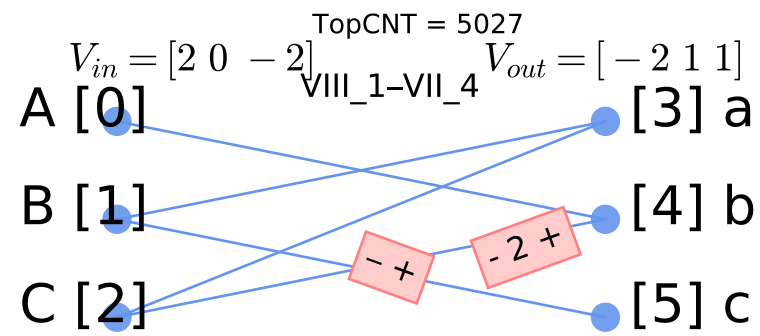 TopCNT = 5027
V_in = [2 0 − 2] V_out = [− 2 1 1]
VIII_1–VII_4
A [0] [3] a
B [1] [4] b
- 2 +
− +
C [2] [5] c